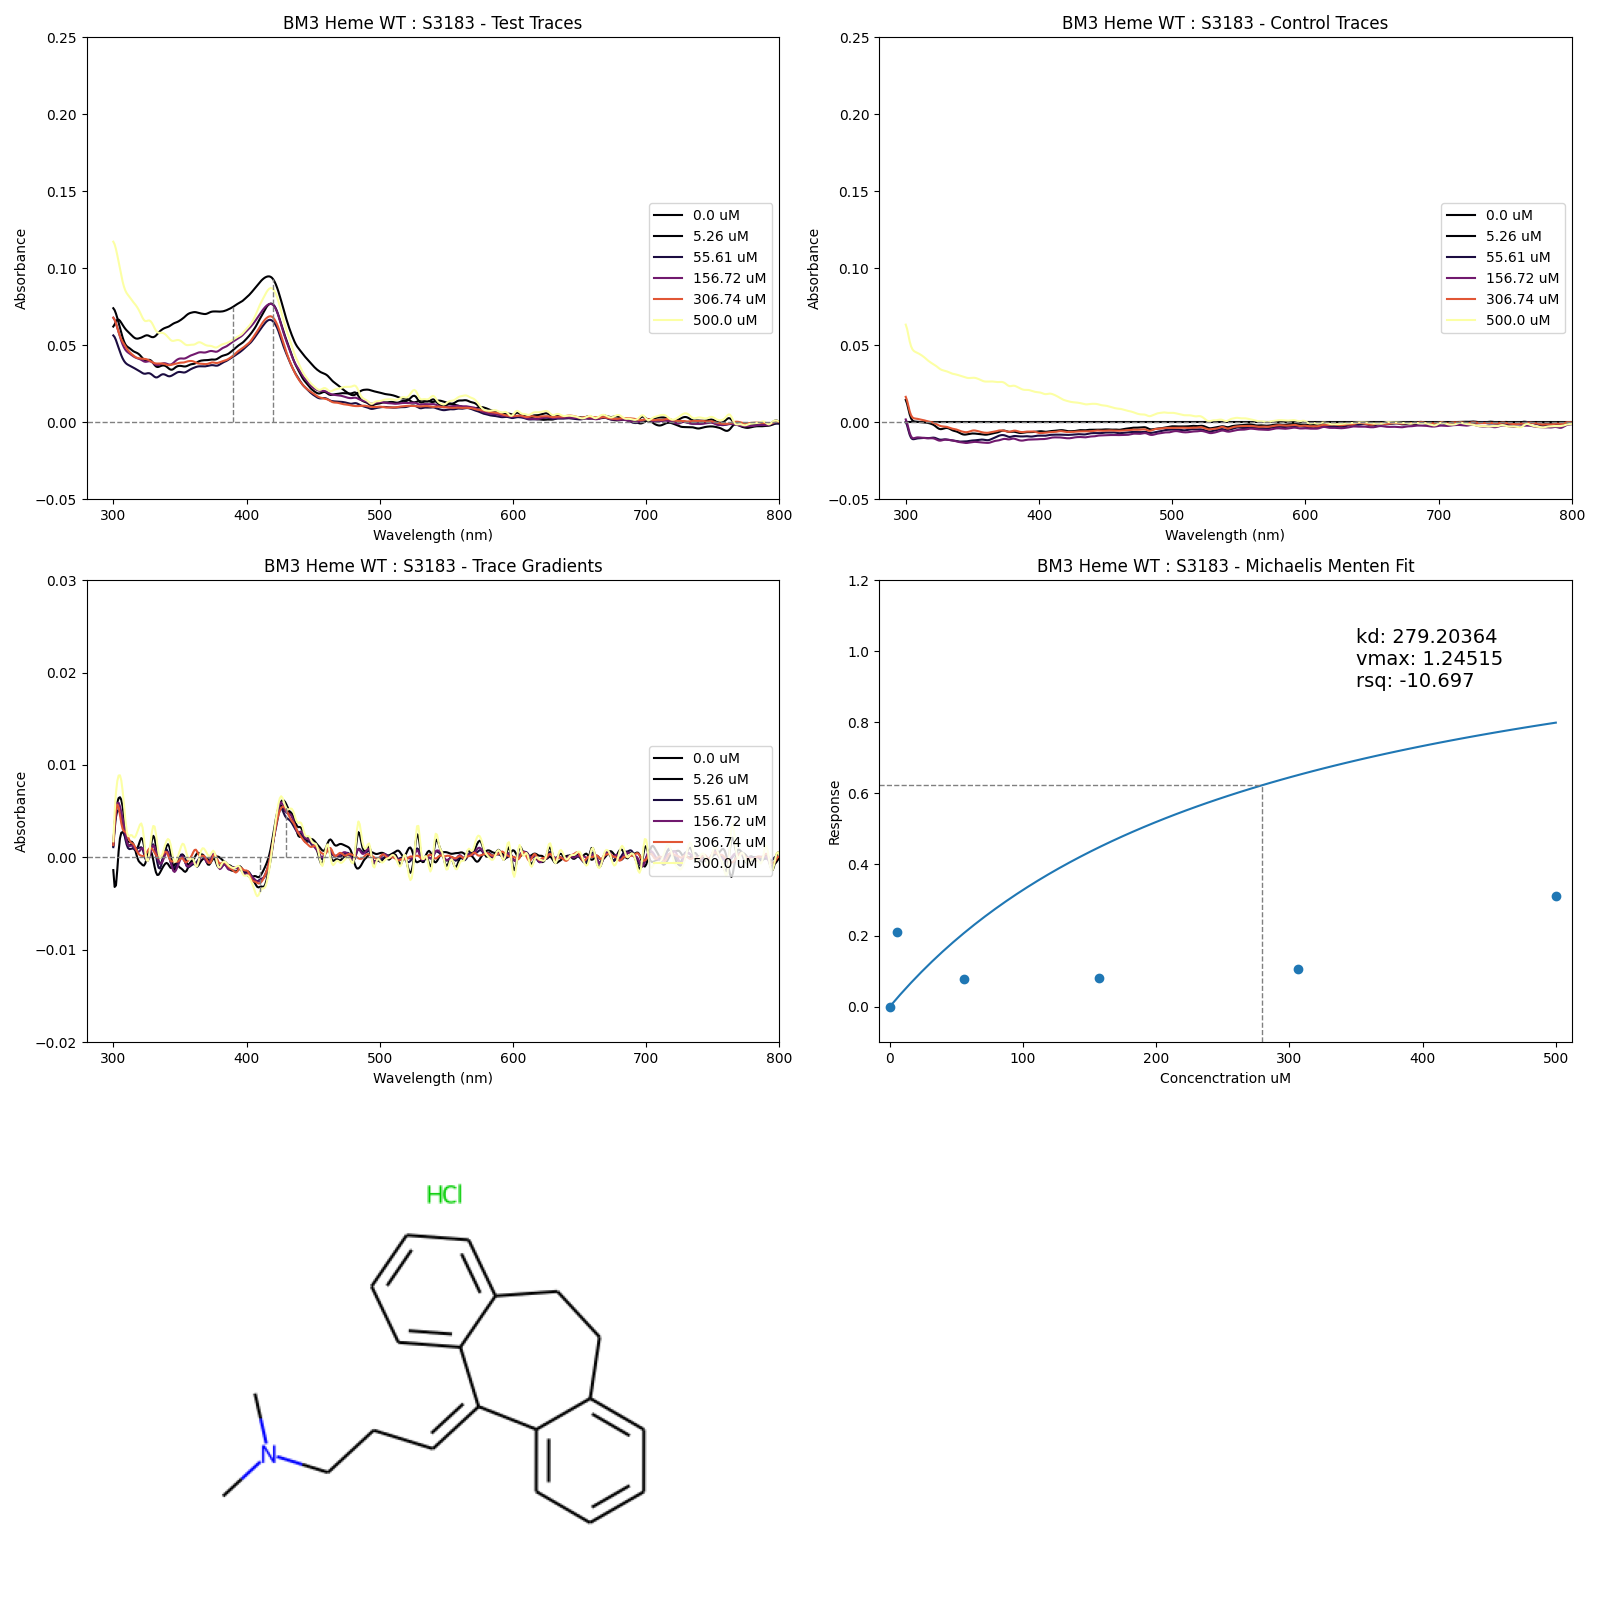 BM3 Heme WT : S3183 - Test Traces
0.25
0.20
0.15
0.10
0.05
0.00
−0.05
Absorbance
300 400 500 600 700 800
Wavelength (nm)
0.0 uM
5.26 uM
55.61 uM
156.72 uM
306.74 uM
500.0 uM
BM3 Heme WT : S3183 - Control Traces
0.25
0.20
0.15
0.10
0.05
0.00
−0.05
Absorbance
300 400 500 600 700 800
Wavelength (nm)
0.0 uM
5.26 uM
55.61 uM
156.72 uM
306.74 uM
500.0 uM
BM3 Heme WT : S3183 - Trace Gradients
0.03
0.02
0.01
0.00
−0.01
−0.02
Absorbance
300 400 500 600 700 800
Wavelength (nm)
0.0 uM
5.26 uM
55.61 uM
156.72 uM
306.74 uM
500.0 uM
BM3 Heme WT : S3183 - Michaelis Menten Fit
1.2
1.0
0.8
0.6
0.4
0.2
0.0
Response
kd: 279.20364
vmax: 1.24515
rsq: -10.697
0 100 200 300 400 500
Concenctration uM
HCl
N